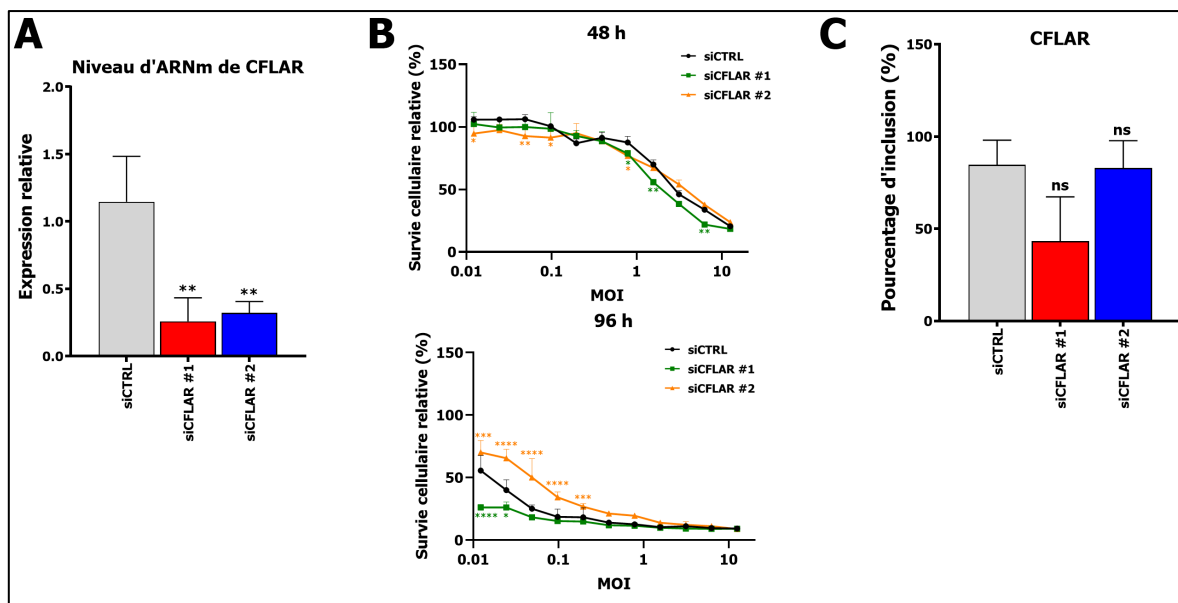 A
Niveau d'ARNm de CFLAR
Expression relative
2.0
1.5
1.0
0.5
0.0
**
**
siCTRL
siCFLAR #1
siCFLAR #2
B
48 h
Survie cellulaire relative (%)
150
100
50
0
siCTRL
siCFLAR #1
siCFLAR #2
*
**
*
*
*
**
**
0.01
0.1
1
10
MOI
96 h
Survie cellulaire relative (%)
150
100
50
0
siCTRL
siCFLAR #1
siCFLAR #2
***
****
****
****
***
****
*
0.01
0.1
1
10
MOI
C
CFLAR
Pourcentage d'inclusion (%)
150
100
50
0
ns
ns
siCTRL
siCFLAR #1
siCFLAR #2